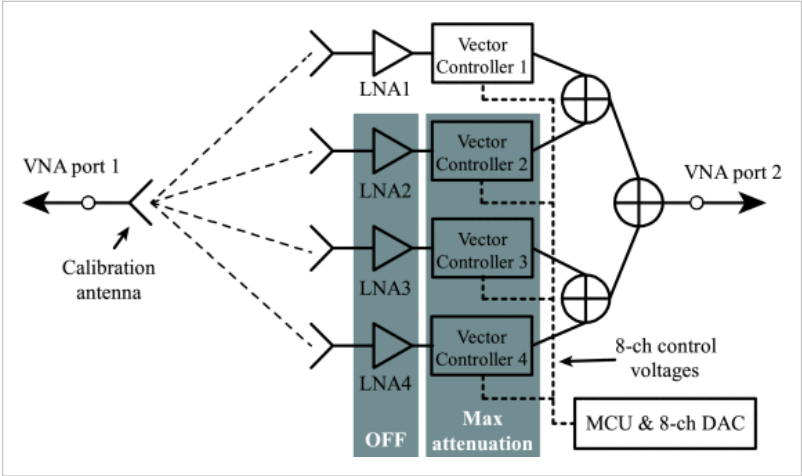 Vector
Controller 1
LNA1
VNA port 1
Vector
Controller 2
VNA port 2
LNA2
Calibration
antenna
Vector
Controller 3
LNA3
Vector
Controller 4
8-ch control
voltages
LNA4
OFF
Max
attenuation
MCU & 8-ch DAC